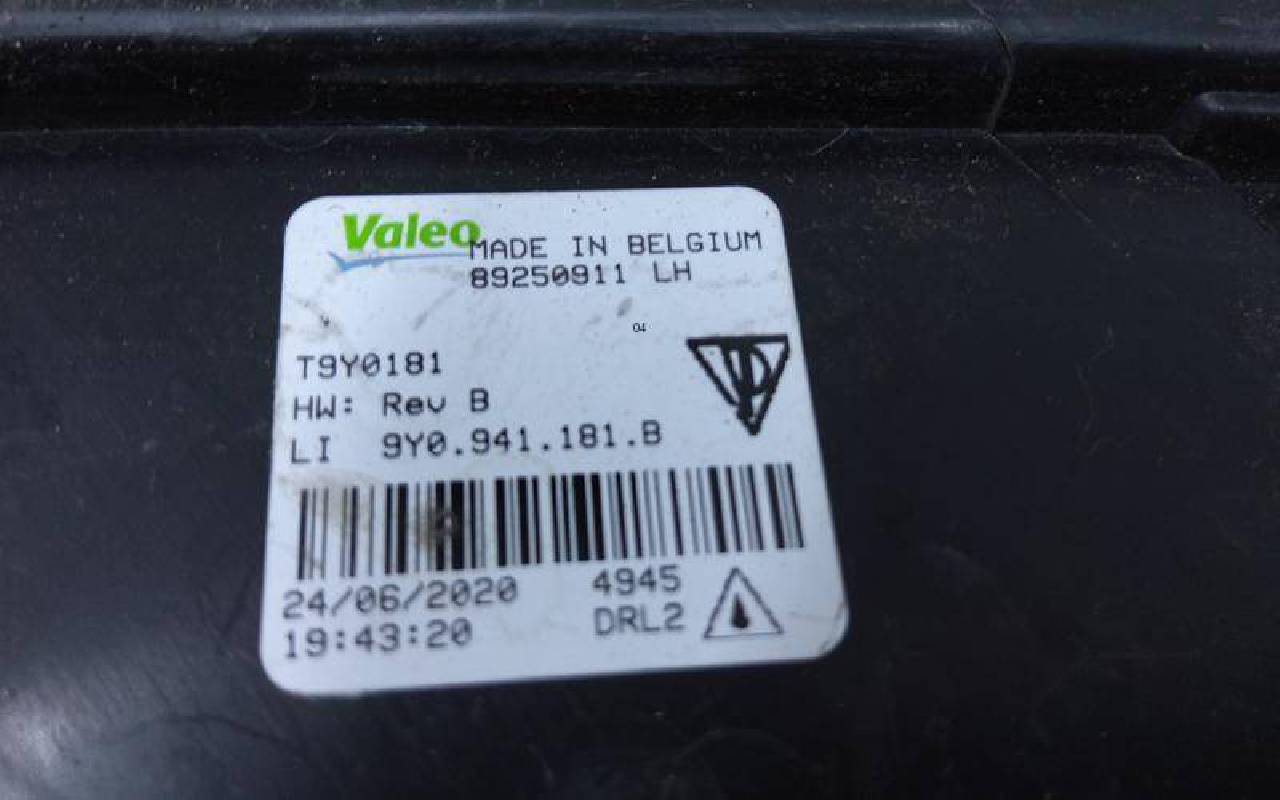 Valeo
MADE IN BELGIUM
89250911 LH
04
T9Y0181
HW: Rev B
LI 9Y0.941.181.B
24/06/2020 4945
19:43:20 DRL2